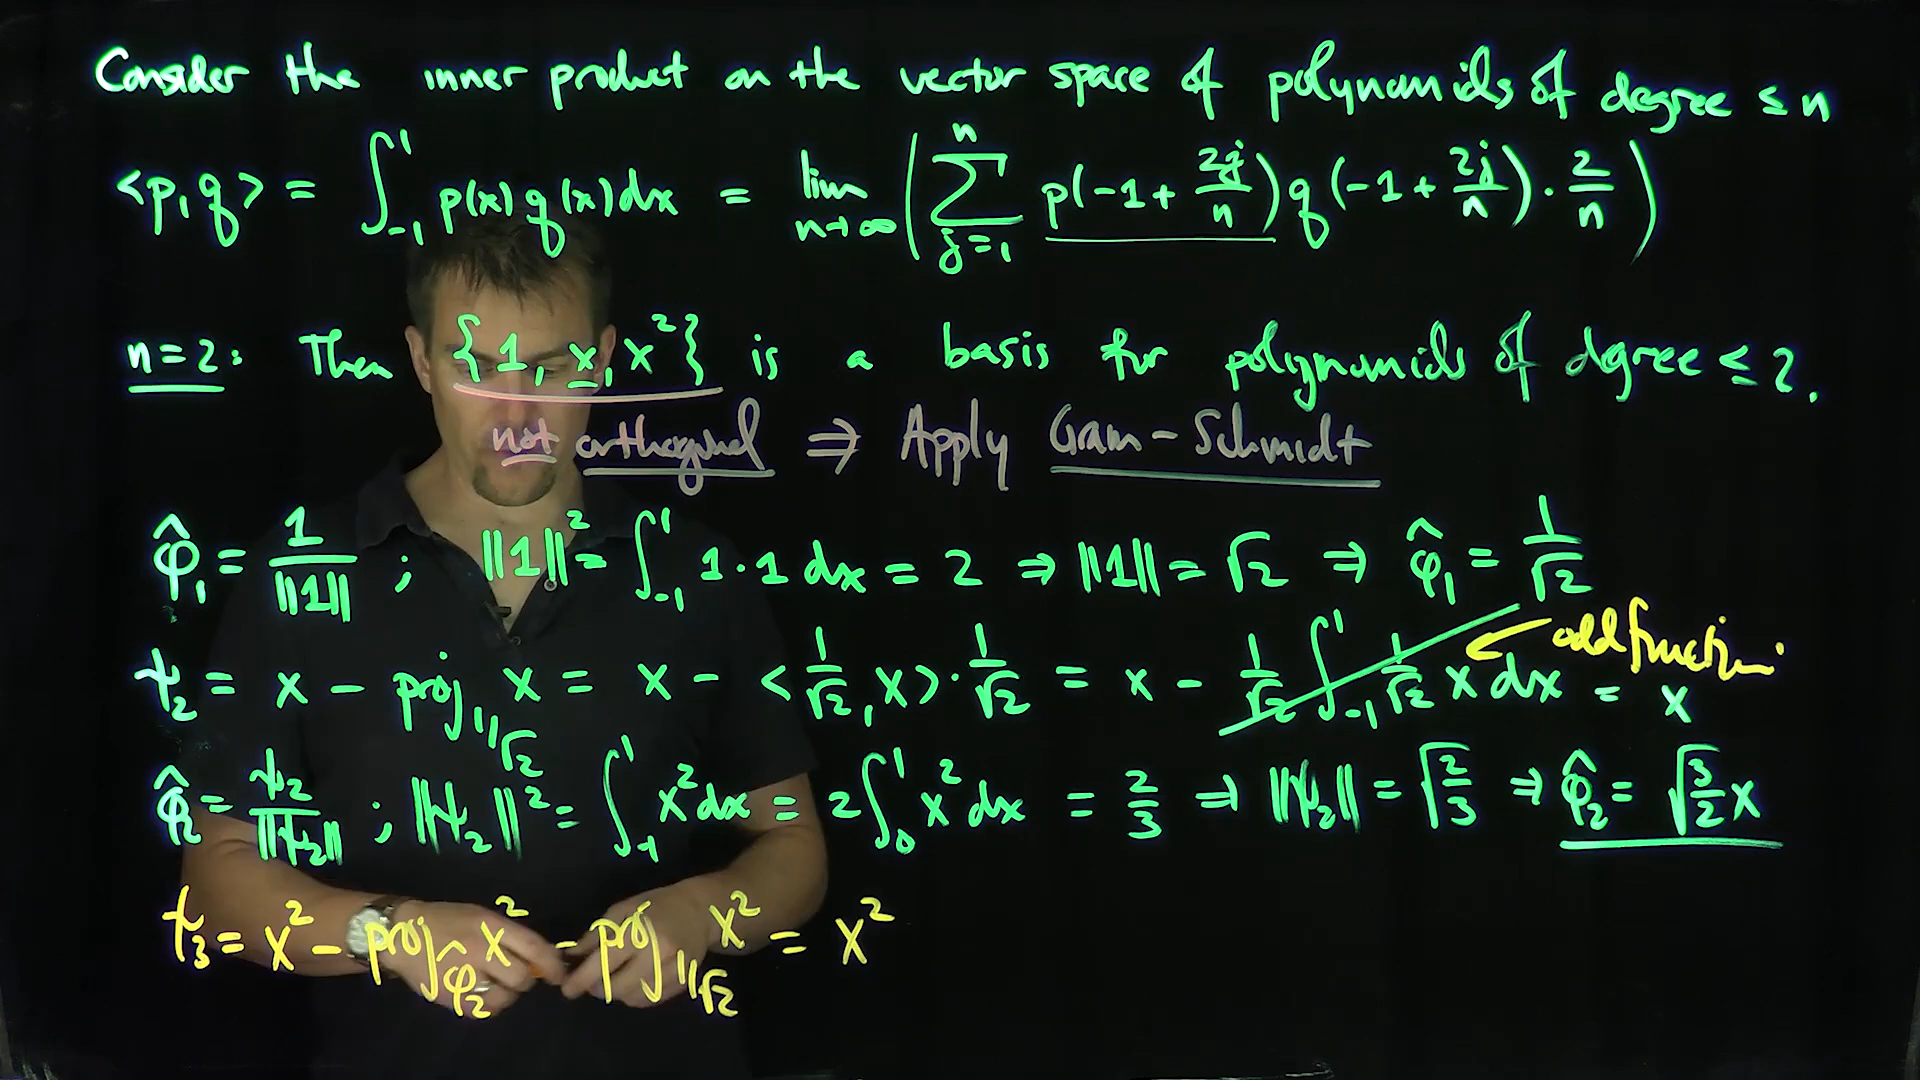 Consider the inner product on the vector space of polynomials of degree ≤ n
<p,q> = ∫_{-1}^{1} p(x) q(x) dx = lim_{n→∞} ( Σ_{j=1}^{n} p(-1 + 2j/n) q(-1 + 2j/n) · 2/n )
n=2: Then {1, x, x²} is a basis for polynomials of degree ≤ 2.
not orthogonal ⇒ Apply Gram-Schmidt
φ̂₁ = 1/||1|| ; ||1||² = ∫_{-1}^{1} 1·1 dx = 2 ⇒ ||1|| = √2 ⇒ φ̂₁ = 1/√2
odd function
ψ₂ = x - proj_{1/√2} x = x - <1/√2, x> · 1/√2 = x - 1/√2 ∫_{-1}^{1} 1/√2 x dx = x
φ̂₂ = ψ₂/||ψ₂|| ; ||ψ₂||² = ∫_{-1}^{1} x² dx = 2∫_{0}^{1} x² dx = 2/3 ⇒ ||ψ₂|| = √(2/3) ⇒ φ̂₂ = √(3/2) x
ψ₃ = x² - proj_{φ̂₂} x² - proj_{1/√2} x² = x²